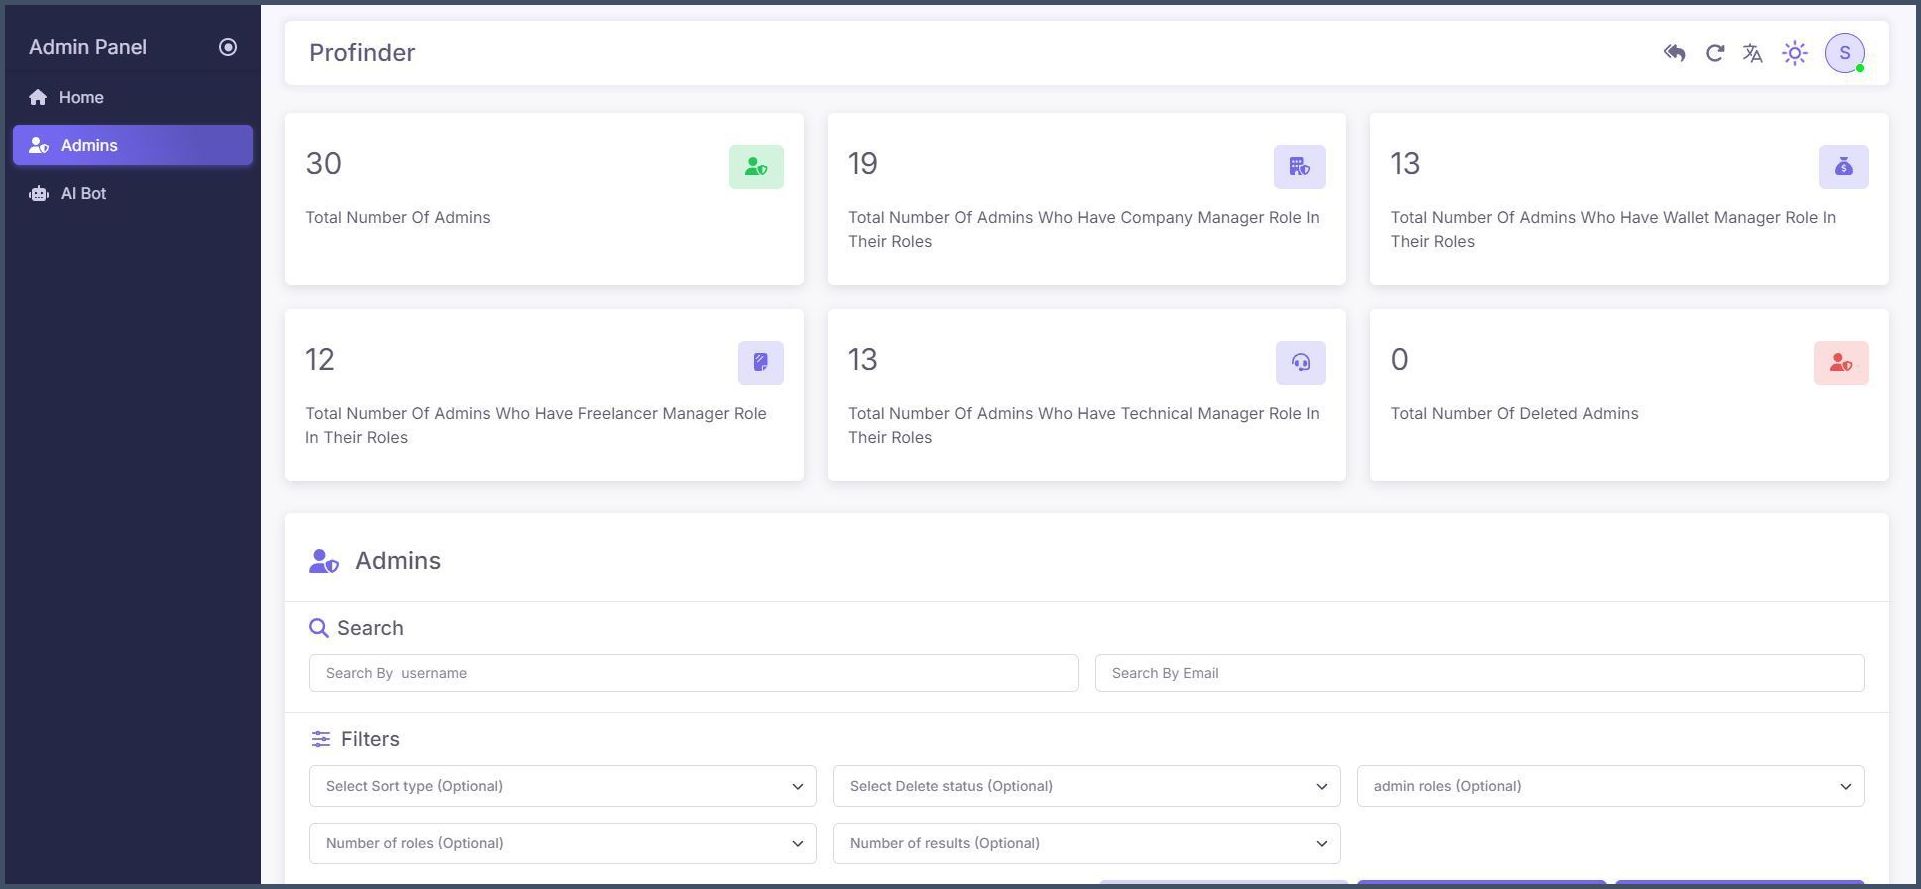 Admin Panel
Home
Admins
AI Bot
Profinder
S
30
Total Number Of Admins
19
Total Number Of Admins Who Have Company Manager Role In
Their Roles
13
Total Number Of Admins Who Have Wallet Manager Role In
Their Roles
12
Total Number Of Admins Who Have Freelancer Manager Role
In Their Roles
13
Total Number Of Admins Who Have Technical Manager Role In
Their Roles
0
Total Number Of Deleted Admins
Admins
Search
Search By username
Search By Email
Filters
Select Sort type (Optional)
Select Delete status (Optional)
admin roles (Optional)
Number of roles (Optional)
Number of results (Optional)